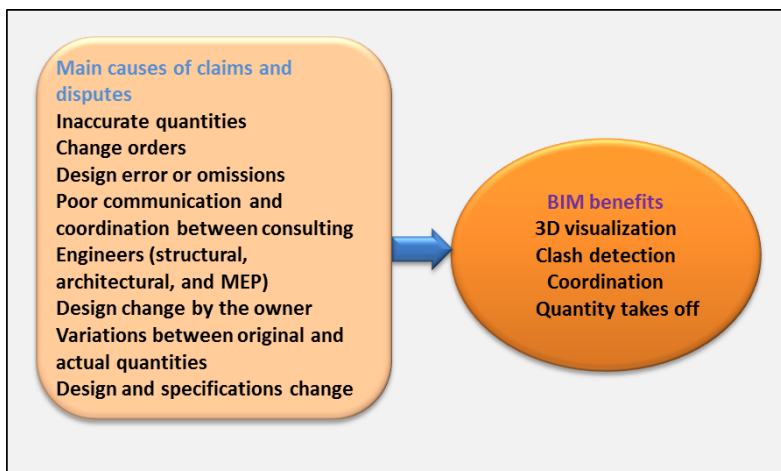 Main causes of claims and
disputes
Inaccurate quantities
Change orders
Design error or omissions
Poor communication and
coordination between consulting
Engineers (structural,
architectural, and MEP)
Design change by the owner
Variations between original and
actual quantities
Design and specifications change
BIM benefits
3D visualization
Clash detection
Coordination
Quantity takes off